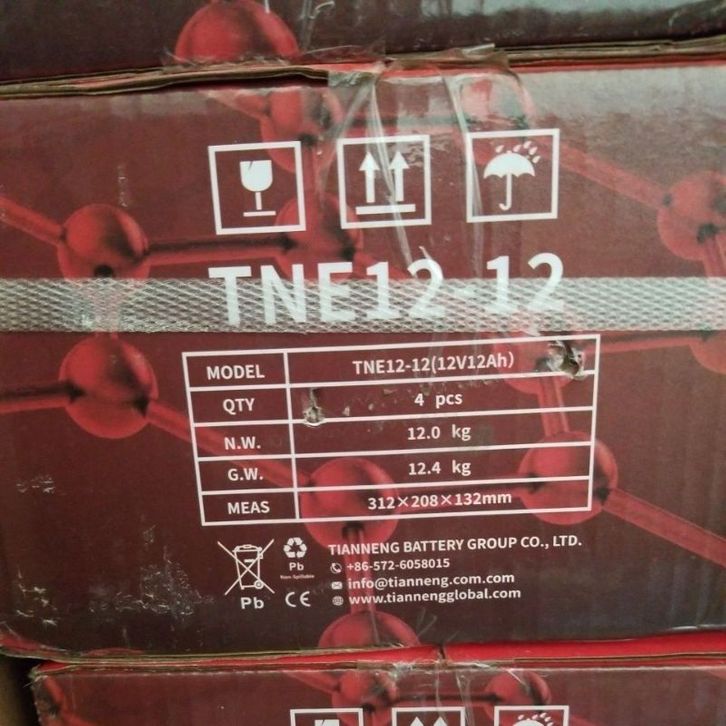 TNE12-12
MODEL TNE12-12(12V12Ah)
QTY 4 pcs
N.W. 12.0 kg
G.W. 12.4 kg
MEAS 312×208×132mm
Pb
Non-Spillable
Pb CE
TIANNENG BATTERY GROUP CO., LTD.
+86-572-6058015
info@tianneng.com.com
www.tiannengglobal.com